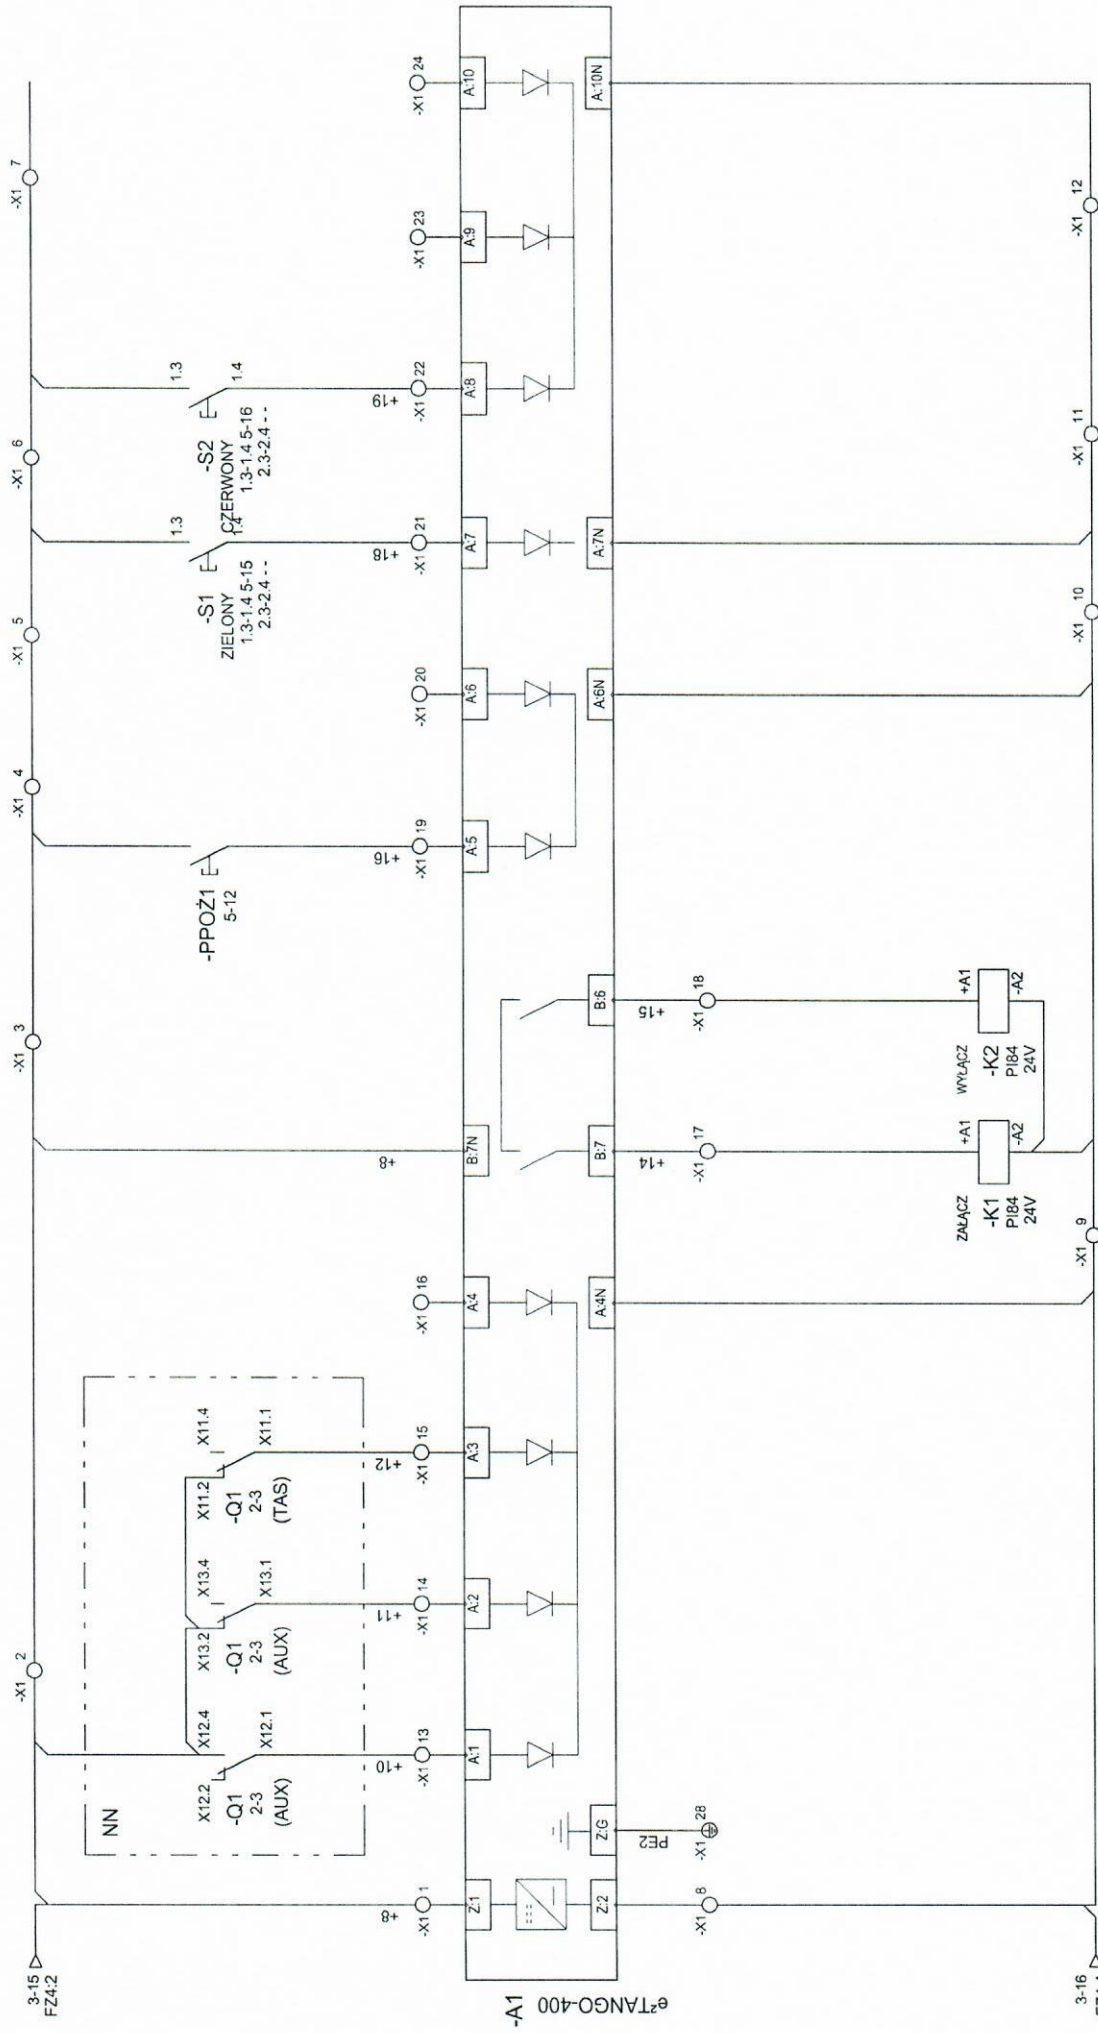 3-15
FZ4:2
-X1 2
-X1 3
-X1 4
-X1 5
-X1 6
-X1 7
NN
X12.2
X12.4
-Q1
2-3
(AUX)
X12.1
X13.2
X13.4
-Q1
2-3
(AUX)
X13.1
X11.2
X11.4
-Q1
2-3
(TAS)
X11.1
-PPOŻ1
5-12
-S1
ZIELONY
1.3-1.4 5-15
2.3-2.4 --
1.3
1.4
-S2
CZERWONY
1.3-1.4 5-16
2.3-2.4 --
1.3
1.4
+8
+10
+11
+12
+8
+16
+18
+19
-X1 1
-X1 13
-X1 14
-X1 15
-X1 16
-X1 19
-X1 20
-X1 21
-X1 22
-X1 23
-X1 24
-A1
e²TANGO-400
Z:1
A:1
A:2
A:3
A:4
B:7N
A:5
A:6
A:7
A:8
A:9
A:10
Z:2
Z:G
A:4N
B:7
B:6
A:6N
A:7N
A:10N
PE2
+14
+15
-X1 8
-X1 28
-X1 17
-X1 18
ZAŁĄCZ
-K1
PI84
24V
+A1
-A2
WYŁĄCZ
-K2
PI84
24V
+A1
-A2
3-16
-X1 9
-X1 10
-X1 11
-X1 12